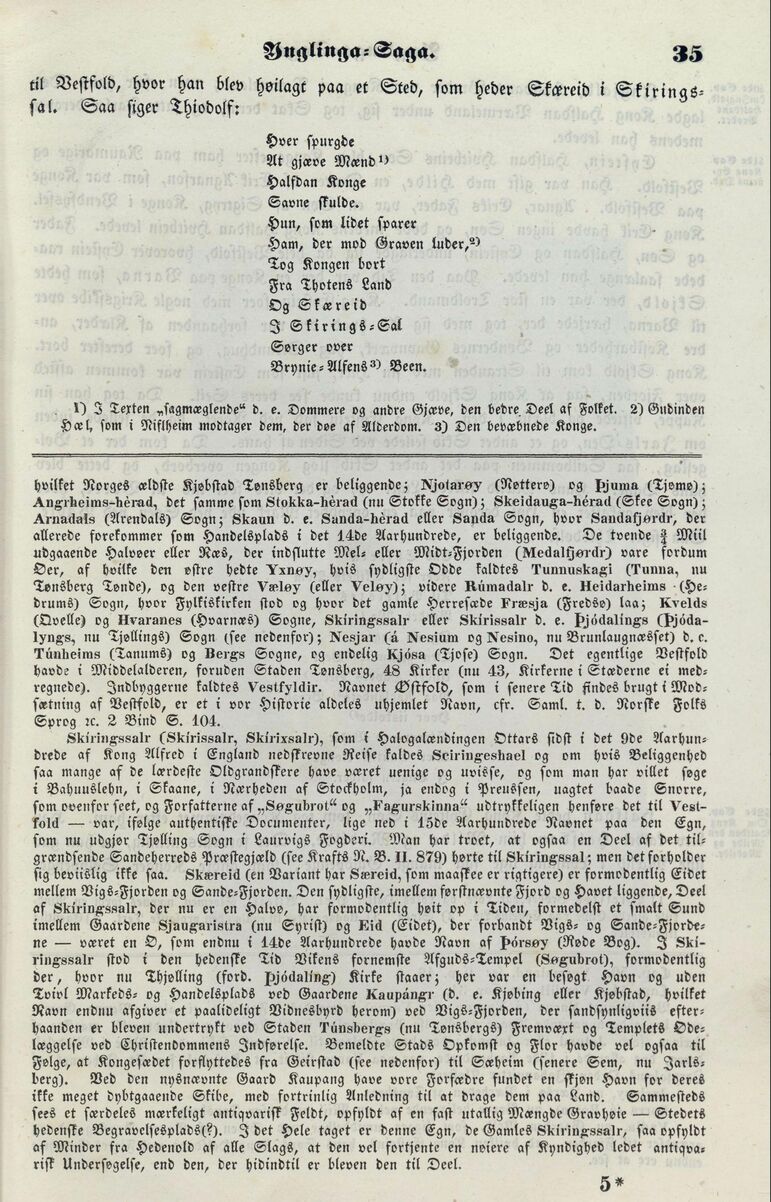 Ynglinga-Saga. 35
til Vestfold, hvor han blev høilagt paa et Sted, som heder Skæreid i Skirings-
sal. Saa siger Thiodolf:
Hver spurgde
At gjæve Mænd 1)
Halfdan Konge
Savne skulde.
Hun, som lidet sparer
Ham, der mod Graven luder, 2)
Tog Kongen bort
Fra Thotens Land
Og Skæreid
I Skirings-Sal
Sørger over
Brynie-Alfens 3) Been.
1) I Texten „sagmæglende“ d. e. Dommere og andre Gjæve, den bedre Deel af Folket. 2) Gudinden
Hæl, som i Niflheim modtager dem, der døe af Alderdom. 3) Den bevæbnede Konge.
hvilket Norges ældste Kjøbstad Tønsberg er beliggende; Njotarøy (Nøtterø) og Þjuma (Tjømø);
Angrheims-hèrad, det samme som Stokka-hèrad (nu Stokke Sogn); Skeidauga-hérad (Skee Sogn);
Arnadals (Arendals) Sogn; Skaun d. e. Sanda-hèrad eller Sanda Sogn, hvor Sandafjørdr, der
allerede forekommer som Handelsplads i det 14de Aarhundrede, er beliggende. De tvende ¾ Miil
udgaaende Halvøer eller Næs, der indslutte Mel- eller Midt-Fjorden (Medalfjørdr) vare fordum
Øer, af hvilke den østre hedte Yxnøy, hvis sydligste Odde kaldtes Tunnuskagi (Tunna, nu
Tønsberg Tønde), og den vestre Væløy (eller Veløy); videre Rúmadalr d. e. Heidarheims (He-
drums) Sogn, hvor Fylkiskirken stod og hvor det gamle Herresæde Fræsja (Fredsø) laa; Kvelds
(Qvelle) og Hvaranes (Hvarnæs) Sogne, Skíringssalr eller Skírissalr d. e. Þjódalings (Þjóda-
lyngs, nu Tjøllings) Sogn (see nedenfor); Nesjar (á Nesium og Nesino, nu Brunlaugnæsset) d. e.
Túnheims (Tanums) og Bergs Sogne, og endelig Kjósa (Tjose) Sogn. Det egentlige Vestfold
havde i Middelalderen, foruden Staden Tønsberg, 48 Kirker (nu 43, Kirkerne i Stæderne ei med-
regnede). Indbyggerne kaldtes Vestfyldir. Navnet Østfold, som i senere Tid findes brugt i Mod-
sætning af Vestfold, er et i vor Historie aldeles uhjemlet Navn, cfr. Saml. t. d. Norske Folks
Sprog ꝛc. 2 Bind S. 104.
Skíringssalr (Skírissalr, Skírixsalr), som i Halogalændingen Ottars sidst i det 9de Aarhun-
drede af Kong Alfred i England nedskrevne Reise kaldes Sciringeshael og om hvis Beliggenhed
saa mange af de lærdeste Oldgranskere have været uenige og uvisse, og som man har villet søge
i Bahuuslehn, i Skaane, i Nærheden af Stockholm, ja endog i Preussen, uagtet baade Snorre,
som ovenfor seet, og Forfatterne af „Søgubrot“ og „Fagurskinna“ udtrykkeligen henføre det til Vest-
fold — var, ifølge authentiske Documenter, lige ned i 15de Aarhundrede Navnet paa den Egn,
som nu udgjør Tjølling Sogn i Laurvigs Fogderi. Man har troet, at ogsaa en Deel af det til-
grændsende Sandeherreds Præstegjæld (see Krafts N. B. II. 879) hørte til Skíringssal; men det forholder
sig beviislig ikke saa. Skæreid (en Variant har Særeid, som maaskee er rigtigere) er formodentlig Eidet
mellem Vigs-Fjorden og Sande-Fjorden. Den sydligste, imellem førstnævnte Fjord og Havet liggende, Deel
af Skíringssalr, der nu er en Halvø, har formodentlig høit op i Tiden, formedelst et smalt Sund
imellem Gaardene Sjaugaristra (nu Syrist) og Eid (Eidet), der forbandt Vigs- og Sande-Fjorde-
ne — været en Ø, som endnu i 14de Aarhundrede havde Navn af Þórsøy (Røde Bog). I Ski-
ringssalr stod i den hedenske Tid Vikens fornemste Afguds-Tempel (Søgubrot), formodentlig
der, hvor nu Thjølling (ford. Þjódaling) Kirke staaer; her var en besøgt Havn og uden
Tvivl Markeds- og Handelsplads ved Gaardene Kaupángr (d. e. Kjøbing eller Kjøbstad, hvilket
Navn endnu afgiver et paalideligt Vidnesbyrd herom) ved Vigs-Fjorden, der sandsynligviis efter-
haanden er bleven undertrykt ved Staden Túnsbergs (nu Tønsbergs) Fremvæxt og Templets Øde-
læggelse ved Christendommens Indførelse. Bemeldte Stads Opkomst og Flor havde vel ogsaa til
Følge, at Kongesædet forflyttedes fra Geirstad (see nedenfor) til Sæheim (senere Sem, nu Jarls-
berg). Ved den nysnævnte Gaard Kaupang have vore Forfædre fundet en skjøn Havn for deres
ikke meget dybtgaaende Skibe, med fortrinlig Anledning til at drage dem paa Land. Sammesteds
sees et særdeles mærkeligt antiqvarisk Feldt, opfyldt af en fast utallig Mængde Gravhøie — Stedets
hedenske Begravelsesplads(?). I det Hele taget er denne Egn, de Gamles Skíringssalr, saa opfyldt
af Minder fra Hedenold af alle Slags, at den vel fortjente en nøiere af Kyndighed ledet antiqva-
risk Undersøgelse, end den, der hidindtil er bleven den til Deel.
5*